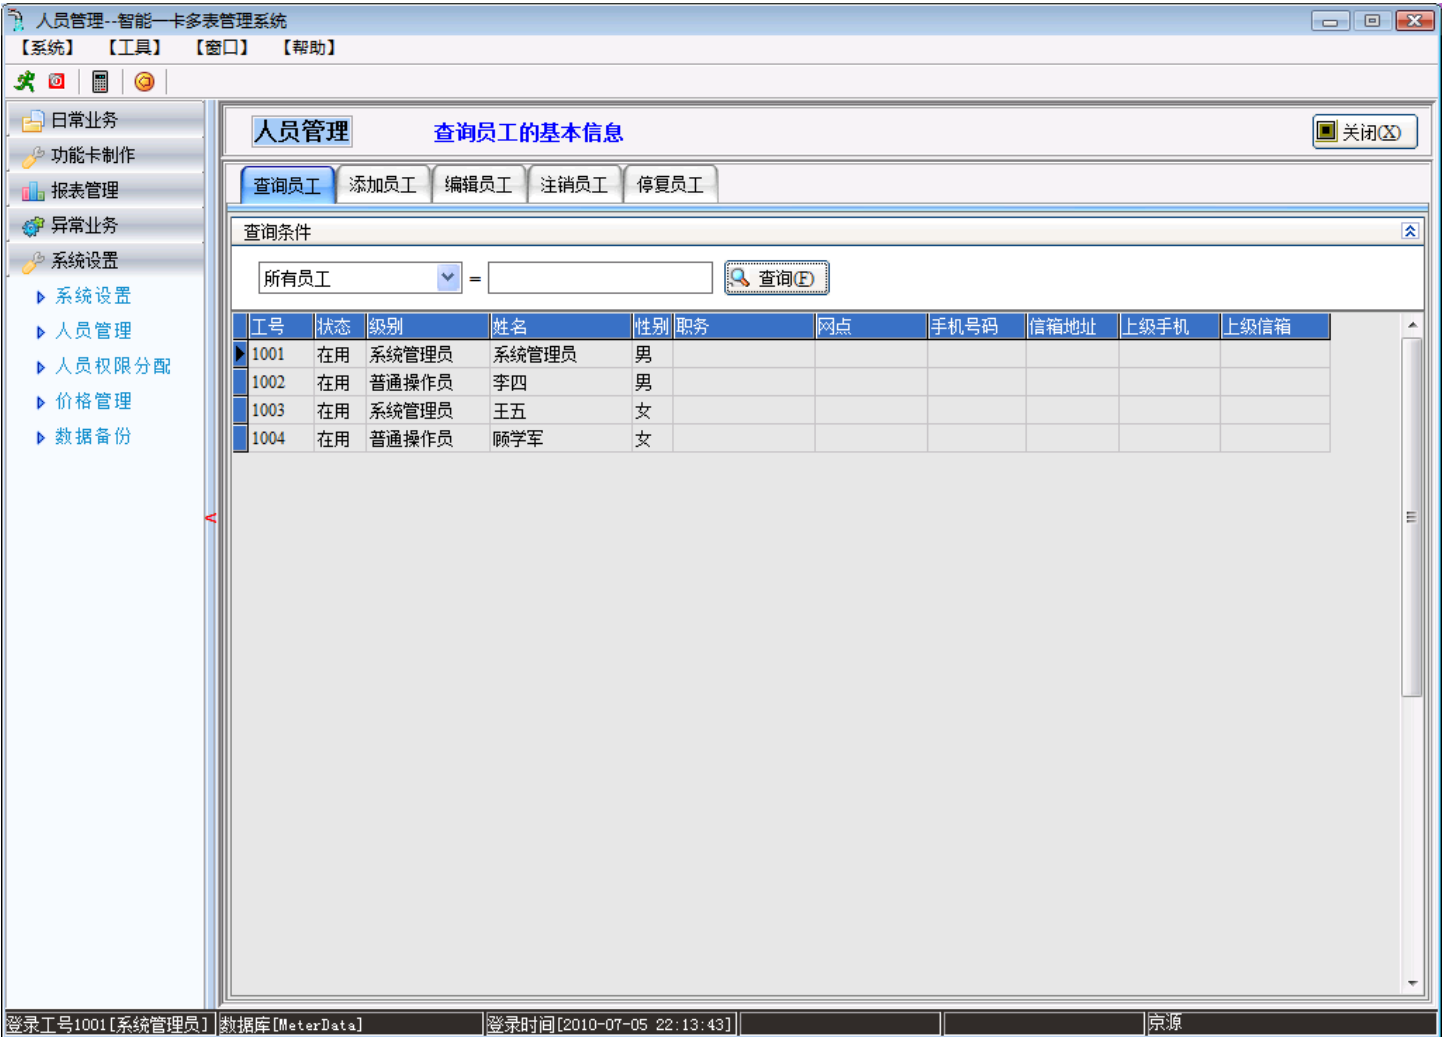 人员管理--智能一卡多表管理系统
【系统】 【工具】 【窗口】 【帮助】
日常业务
功能卡制作
报表管理
异常业务
系统设置
系统设置
人员管理
人员权限分配
价格管理
数据备份
人员管理 查询员工的基本信息 关闭(X)
查询员工 添加员工 编辑员工 注销员工 停复员工
查询条件
所有员工 = 查询(F)
工号 状态 级别 姓名 性别 职务 网点 手机号码 信箱地址 上级手机 上级信箱
1001 在用 系统管理员 系统管理员 男
1002 在用 普通操作员 李四 男
1003 在用 系统管理员 王五 女
1004 在用 普通操作员 顾学军 女
<
登录工号1001[系统管理员] 数据库[MeterData] 登录时间[2010-07-05 22:13:43] 京源